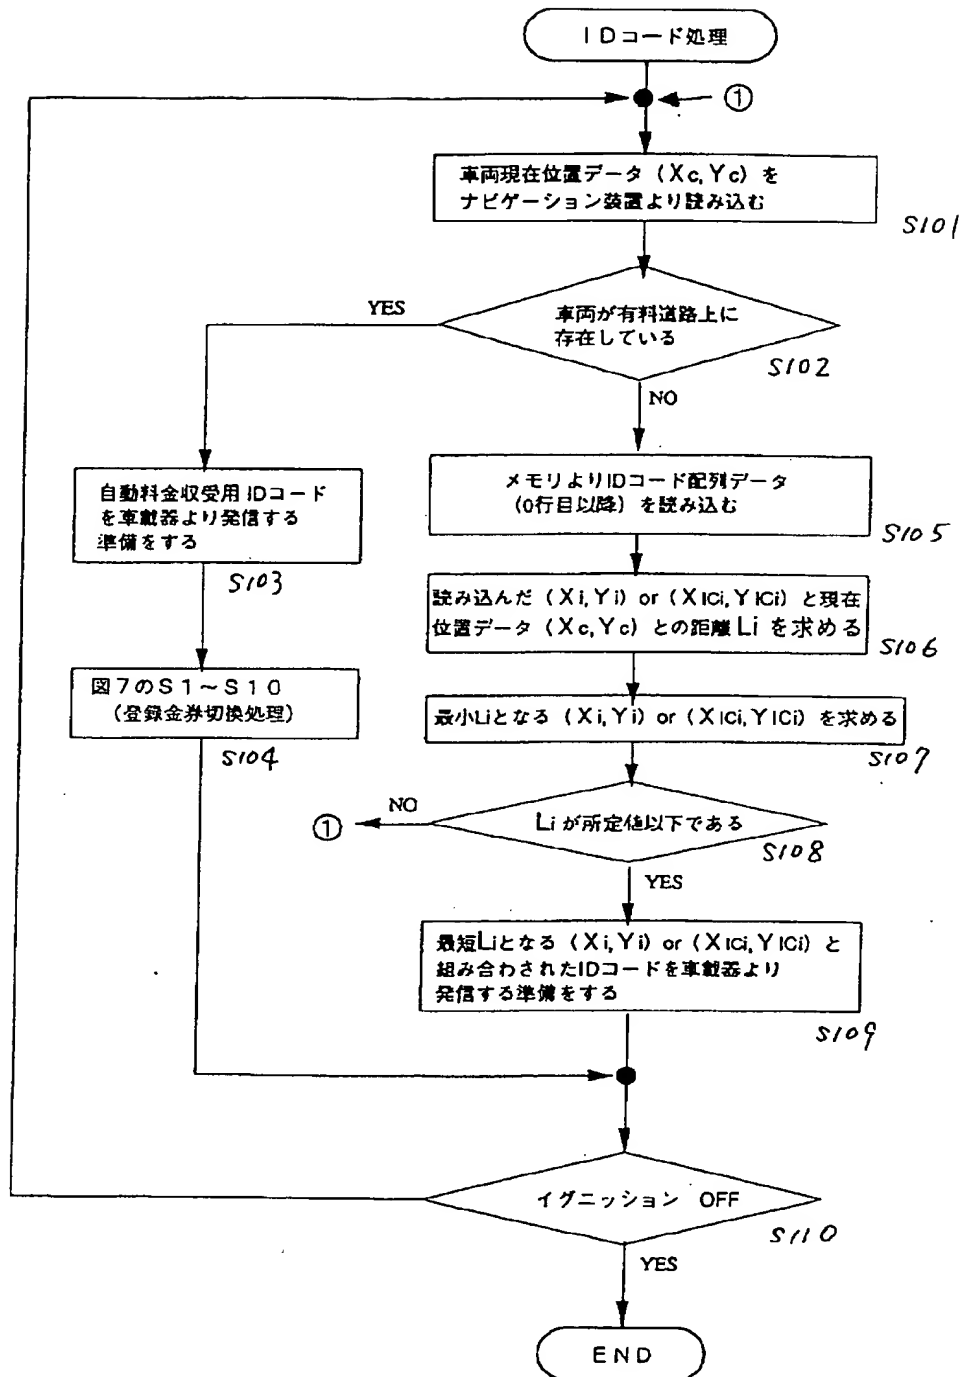 IDコード処理
①
車両現在位置データ (Xc, Yc) を
ナビゲーション装置より読み込む
S101
YES
車両が有料道路上に
存在している
S102
NO
自動料金収受用 IDコード
を車載器より発信する
準備をする
S103
メモリよりIDコード配列データ
(0行目以降) を読み込む
S105
読み込んだ (Xi, Yi) or (XICi, YICi) と現在
位置データ (Xc, Yc) との距離 Li を求める
S106
図7のS1～S10
(登録金券切換処理)
S104
最小Liとなる (Xi, Yi) or (XICi, YICi) を求める
S107
① NO
Liが所定値以下である
S108
YES
最短Liとなる (Xi, Yi) or (XICi, YICi) と
組み合わされたIDコードを車載器より
発信する準備をする
S109
イグニッション OFF
S110
YES
END